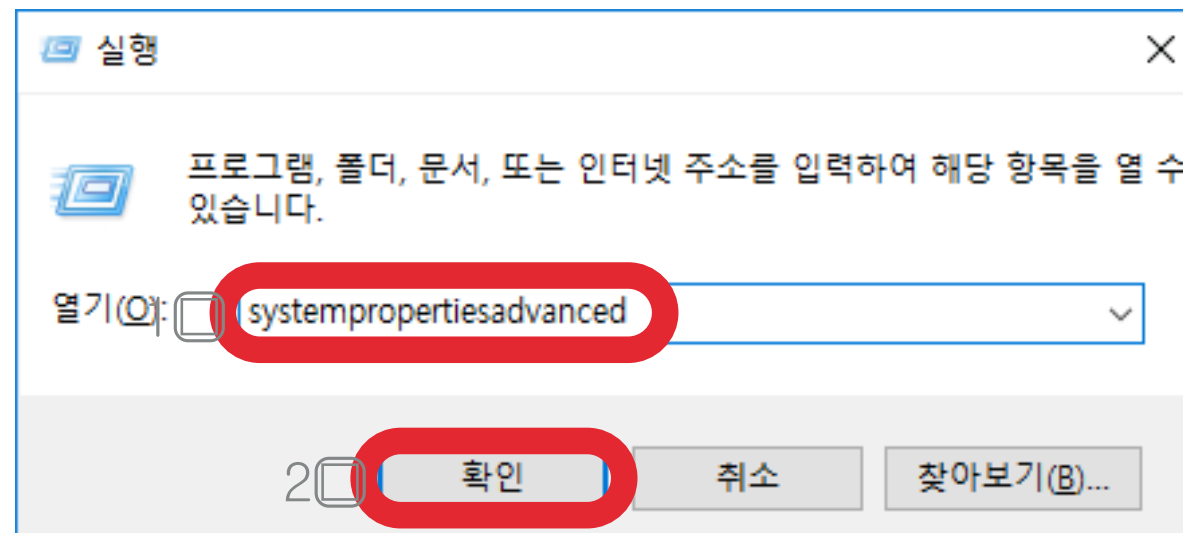 실행
프로그램, 폴더, 문서, 또는 인터넷 주소를 입력하여 해당 항목을 열 수
있습니다.
열기(O): systempropertiesadvanced
2 확인 취소 찾아보기(B)...